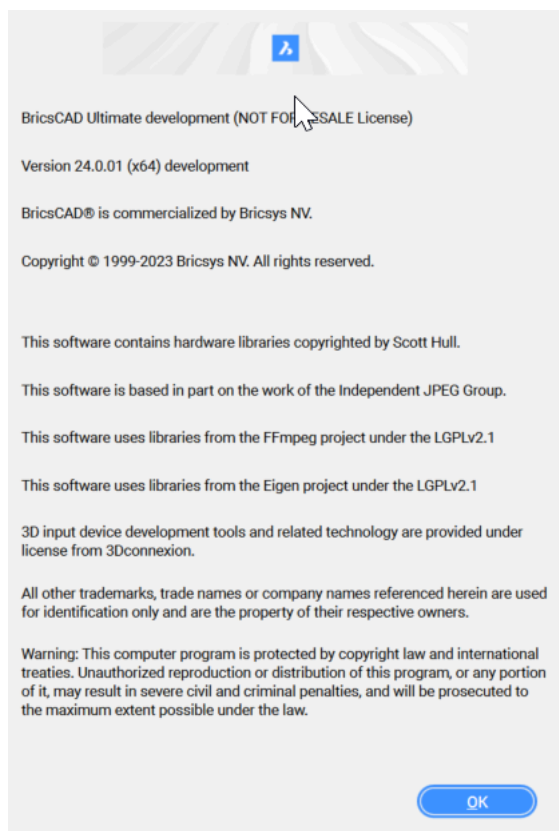 BricsCAD Ultimate development (NOT FOR RESALE License)
Version 24.0.01 (x64) development
BricsCAD® is commercialized by Bricsys NV.
Copyright © 1999-2023 Bricsys NV. All rights reserved.
This software contains hardware libraries copyrighted by Scott Hull.
This software is based in part on the work of the Independent JPEG Group.
This software uses libraries from the FFmpeg project under the LGPLv2.1
This software uses libraries from the Eigen project under the LGPLv2.1
3D input device development tools and related technology are provided under
license from 3Dconnexion.
All other trademarks, trade names or company names referenced herein are used
for identification only and are the property of their respective owners.
Warning: This computer program is protected by copyright law and international
treaties. Unauthorized reproduction or distribution of this program, or any portion
of it, may result in severe civil and criminal penalties, and will be prosecuted to
the maximum extent possible under the law.
OK